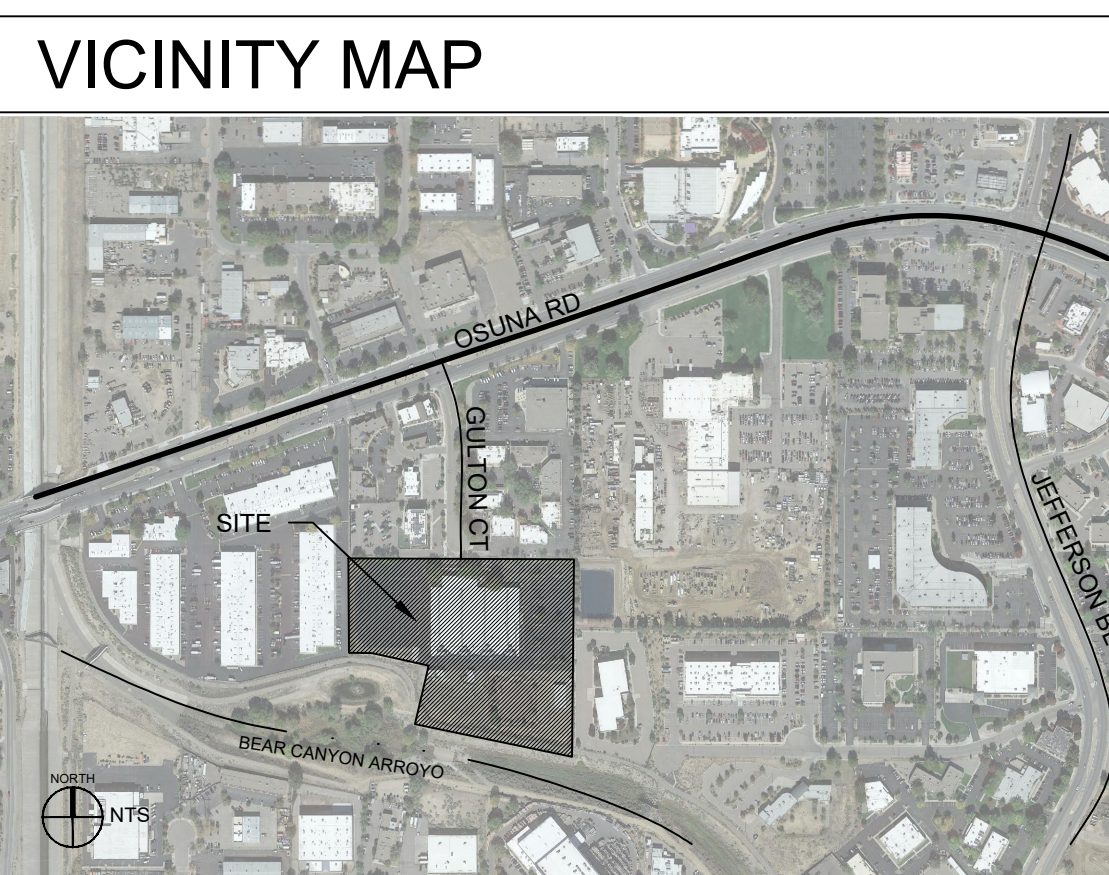 VICINITY MAP
OSUNA RD
GULTON CT
SITE
JEFFERSON BL
BEAR CANYON ARROYO
NORTH
NTS